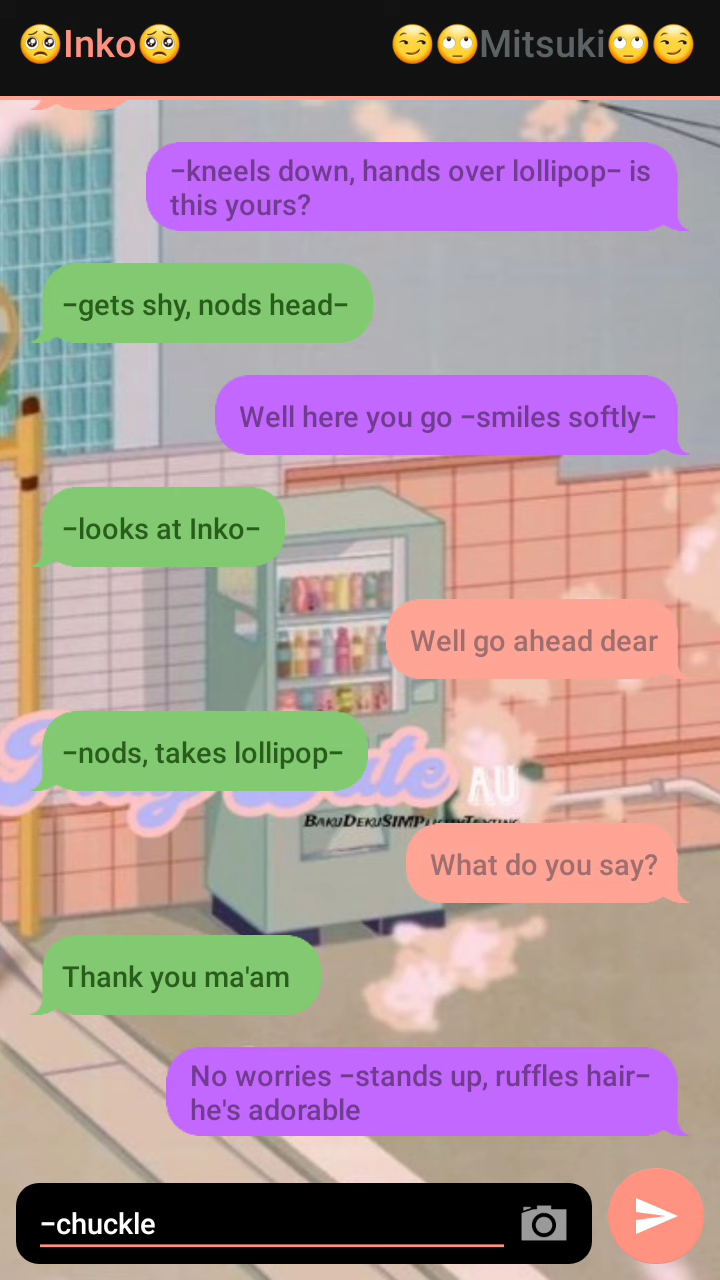 🥺Inko🥺
😏🙄Mitsuki🙄😏
–kneels down, hands over lollipop– is
this yours?
–gets shy, nods head–
Well here you go –smiles softly–
–looks at Inko–
Well go ahead dear
–nods, takes lollipop–
AU
What do you say?
Thank you ma'am
No worries –stands up, ruffles hair–
he's adorable
–chuckle